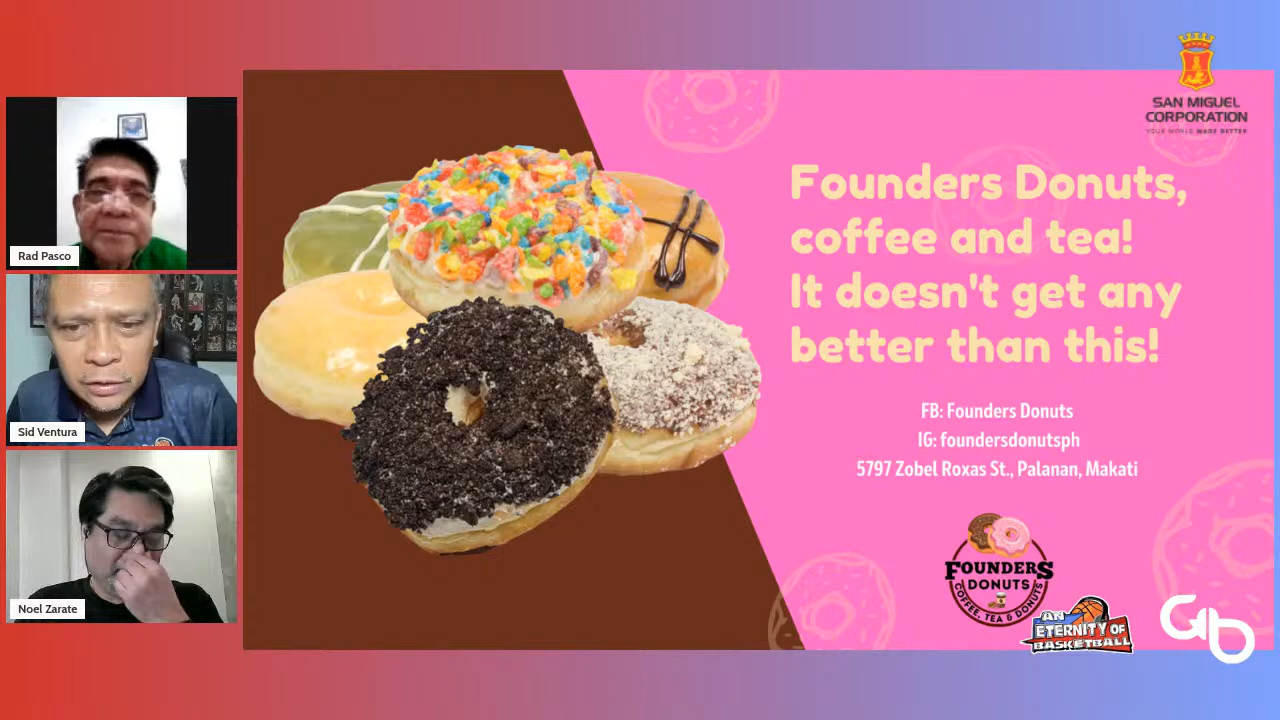 SAN MIGUEL
CORPORATION
YOUR WORLD MADE BETTER
Rad Pasco
Sid Ventura
Noel Zarate
Founders Donuts,
coffee and tea!
It doesn't get any
better than this!
FB: Founders Donuts
IG: foundersdonutsph
5797 Zobel Roxas St., Palanan, Makati
FOUNDERS
DONUTS
COFFEE, TEA & DONUTS
AN
ETERNITY OF
BASKETBALL
Gb